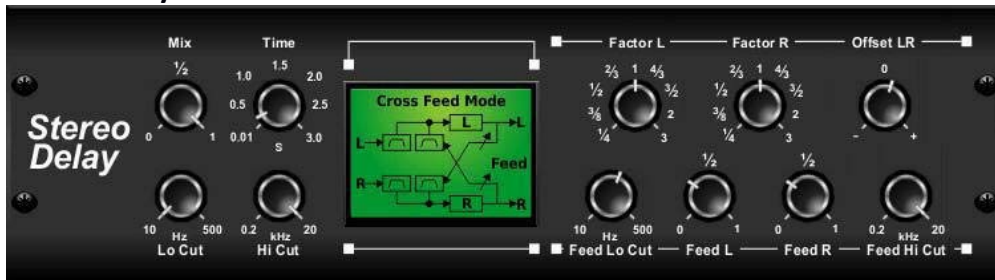 Mix
Time
Factor L
Factor R
Offset LR
½
1.5
1.0
2.0
0.5
2.5
0
1
0.01
3.0
S
⅔ 1 4/3
½ 3/2
⅜ 2
¼ 3
⅔ 1 4/3
½ 3/2
⅜ 2
¼ 3
0
- +
Stereo
Delay
Cross Feed Mode
L
L
L
Feed
R
R
R
10 Hz 500
Lo Cut
0.2 kHz 20
Hi Cut
10 Hz 500
Feed Lo Cut
½
0 1
Feed L
½
0 1
Feed R
0.2 kHz 20
Feed Hi Cut